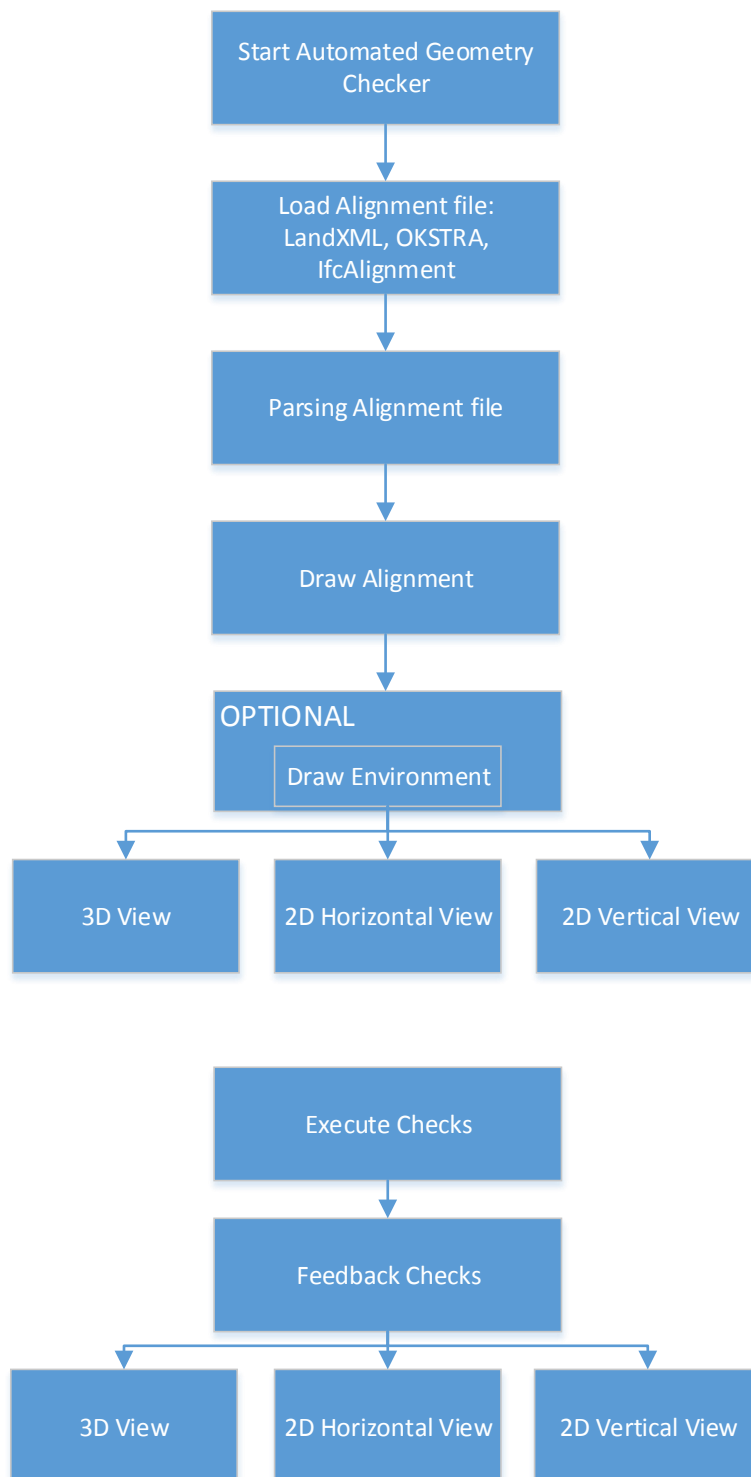 Start Automated Geometry
Checker
Load Alignment file:
LandXML, OKSTRA,
IfcAlignment
Parsing Alignment file
Draw Alignment
OPTIONAL
Draw Environment
3D View
2D Horizontal View
2D Vertical View
Execute Checks
Feedback Checks
3D View
2D Horizontal View
2D Vertical View